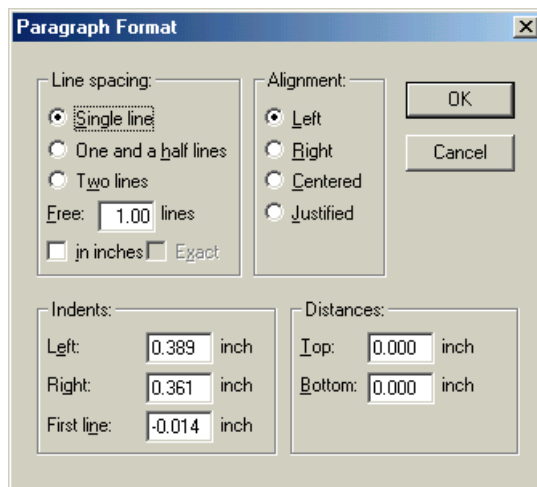 Paragraph Format
Line spacing:
Single line
One and a half lines
Two lines
Free: 1.00 lines
in inches Exact
Alignment:
Left
Right
Centered
Justified
OK
Cancel
Indents:
Left: 0.389 inch
Right: 0.361 inch
First line: -0.014 inch
Distances:
Top: 0.000 inch
Bottom: 0.000 inch